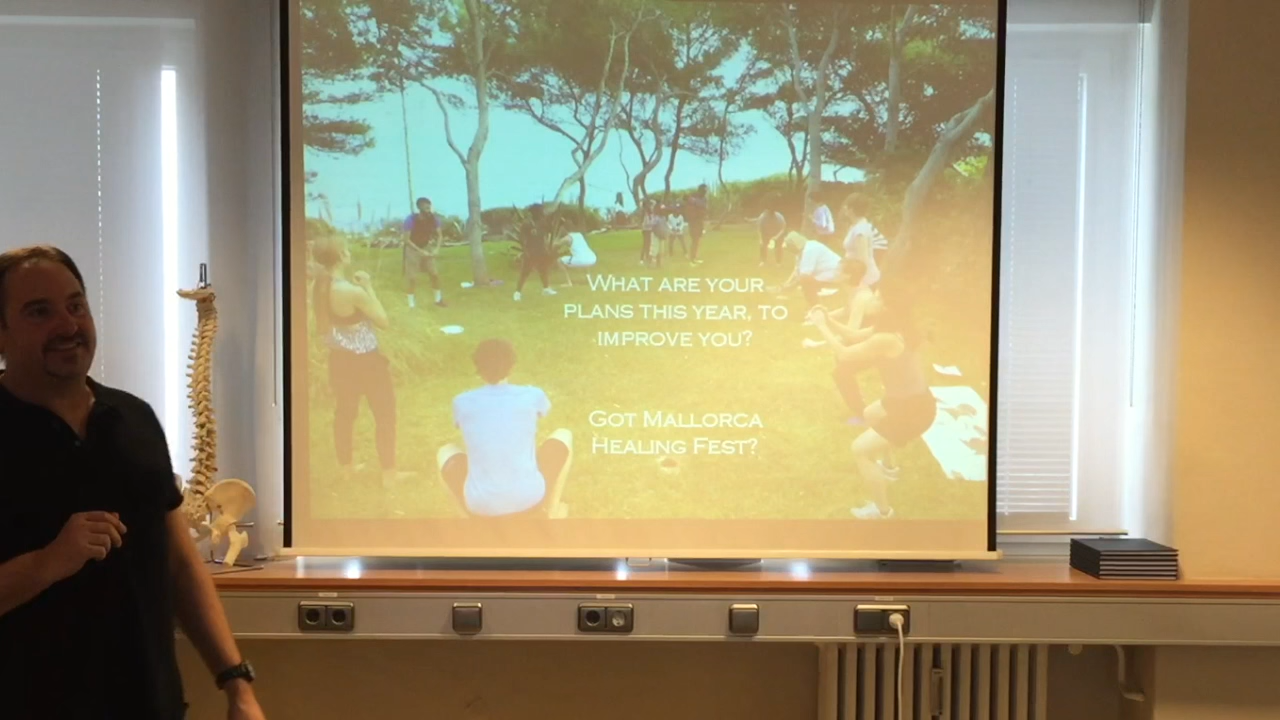 What are your
plans this year, to
improve you?
Got Mallorca
Healing Fest?